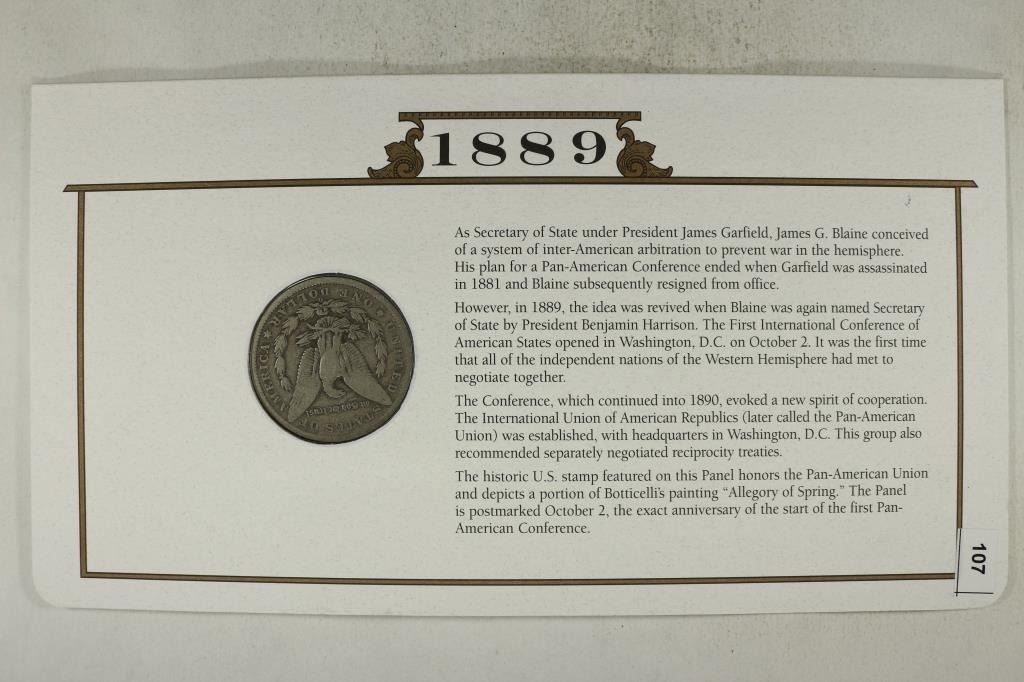 1889
As Secretary of State under President James Garfield, James G. Blaine conceived
of a system of inter-American arbitration to prevent war in the hemisphere.
His plan for a Pan-American Conference ended when Garfield was assassinated
in 1881 and Blaine subsequently resigned from office.
However, in 1889, the idea was revived when Blaine was again named Secretary
of State by President Benjamin Harrison. The First International Conference of
American States opened in Washington, D.C. on October 2. It was the first time
that all of the independent nations of the Western Hemisphere had met to
negotiate together.
The Conference, which continued into 1890, evoked a new spirit of cooperation.
The International Union of American Republics (later called the Pan-American
Union) was established, with headquarters in Washington, D.C. This group also
recommended separately negotiated reciprocity treaties.
The historic U.S. stamp featured on this Panel honors the Pan-American Union
and depicts a portion of Botticelli's painting "Allegory of Spring." The Panel
is postmarked October 2, the exact anniversary of the start of the first Pan-
American Conference.
UNITED STATES OF AMERICA
ONE DOLLAR
107